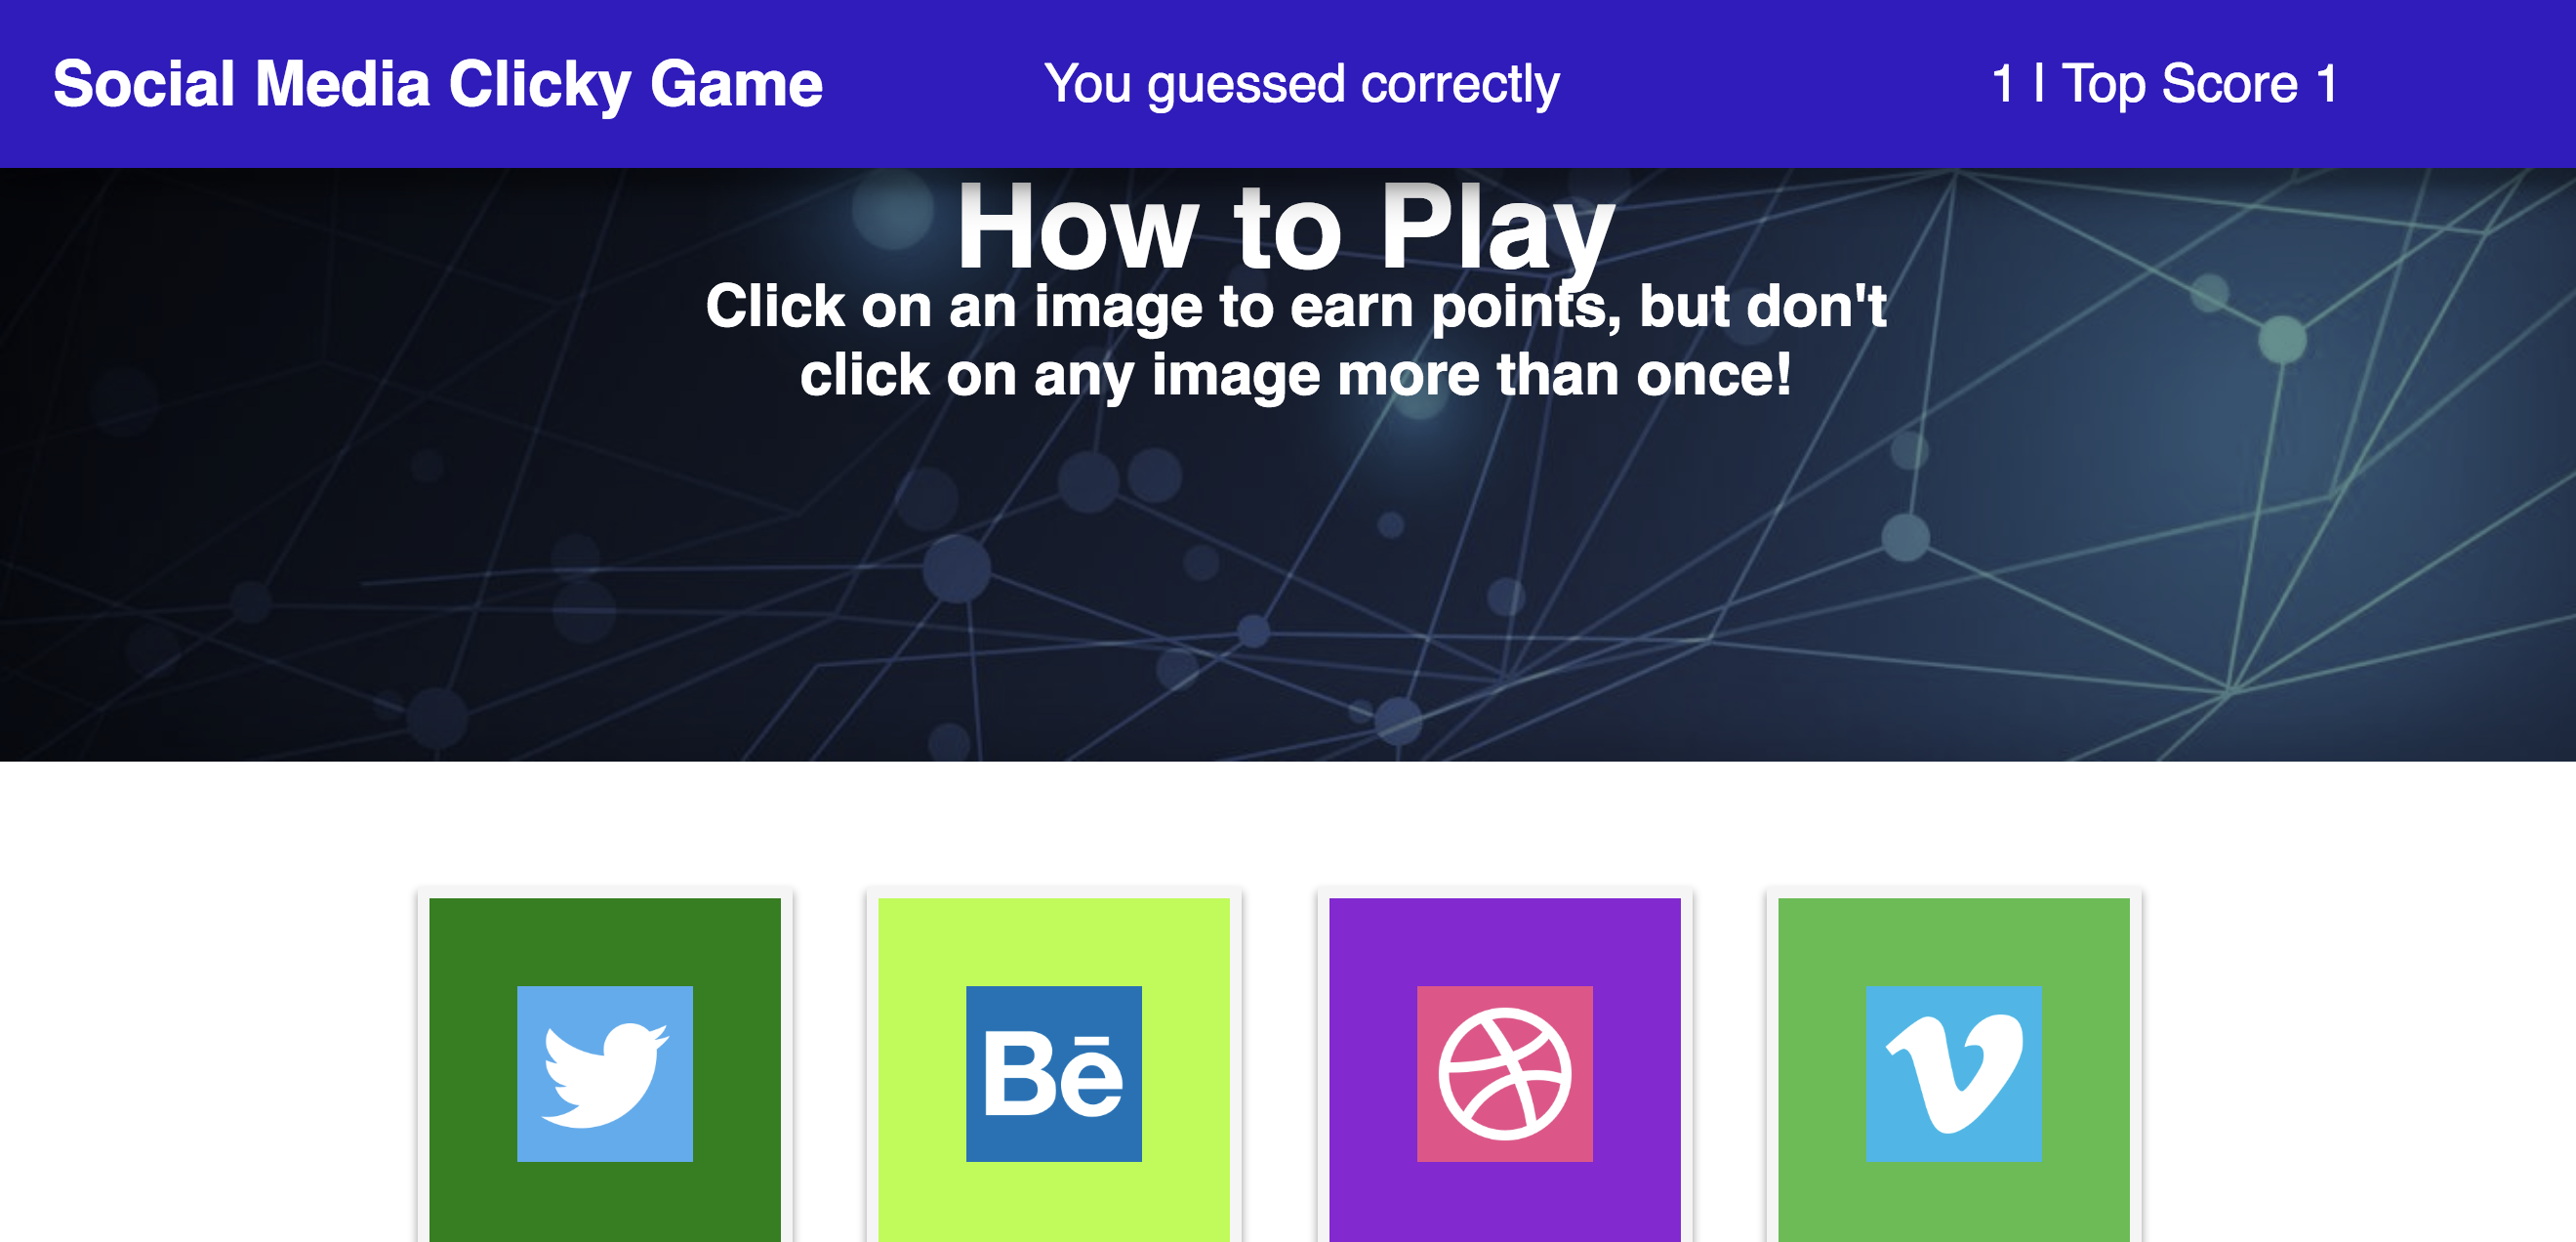 Social Media Clicky Game
You guessed correctly
1 | Top Score 1
How to Play
Click on an image to earn points, but don't
click on any image more than once!
Bē